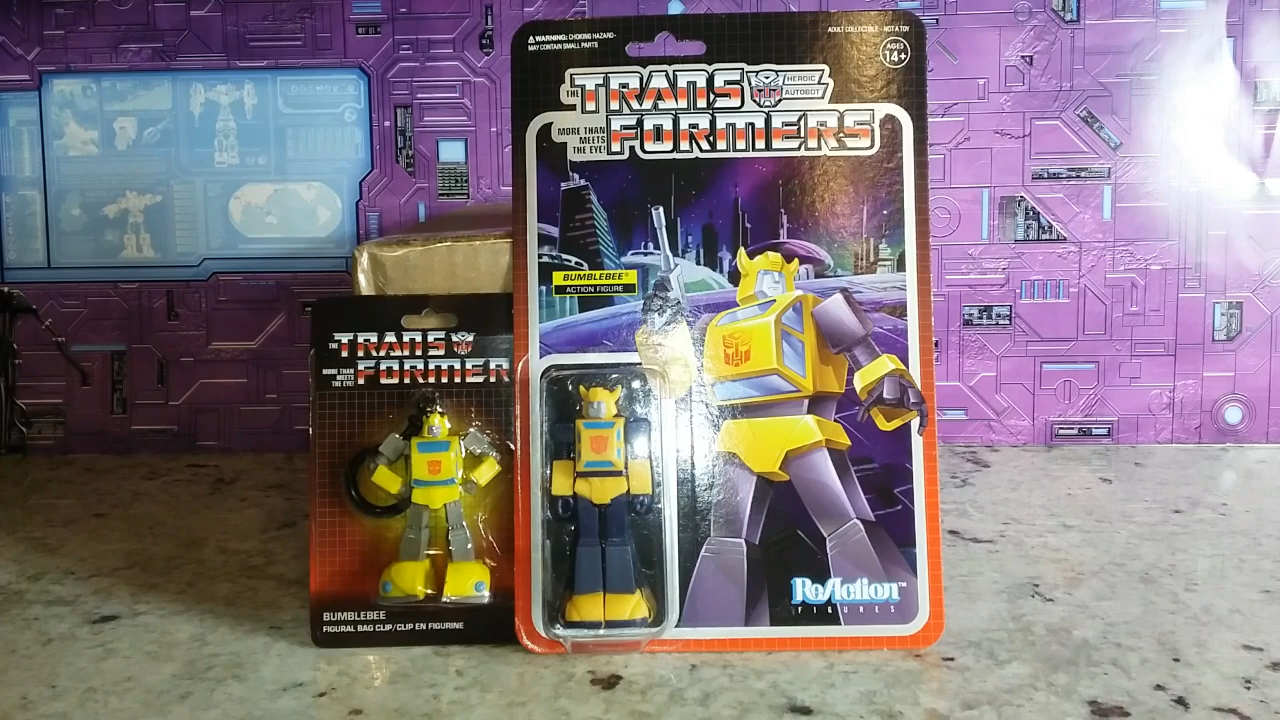 ⚠ WARNING: CHOKING HAZARD-
MAY CONTAIN SMALL PARTS
ADULT COLLECTIBLE - NOT A TOY
AGES
14+
THE TRANS
HEROIC
AUTOBOT
MORE THAN
MEETS
THE EYE!
FORMERS
BUMBLEBEE®
ACTION FIGURE
ReAction™
FIGURES
THE TRANS
MORE THAN
MEETS
THE EYE!
FORMER
BUMBLEBEE
FIGURAL BAG CLIP/CLIP EN FIGURINE